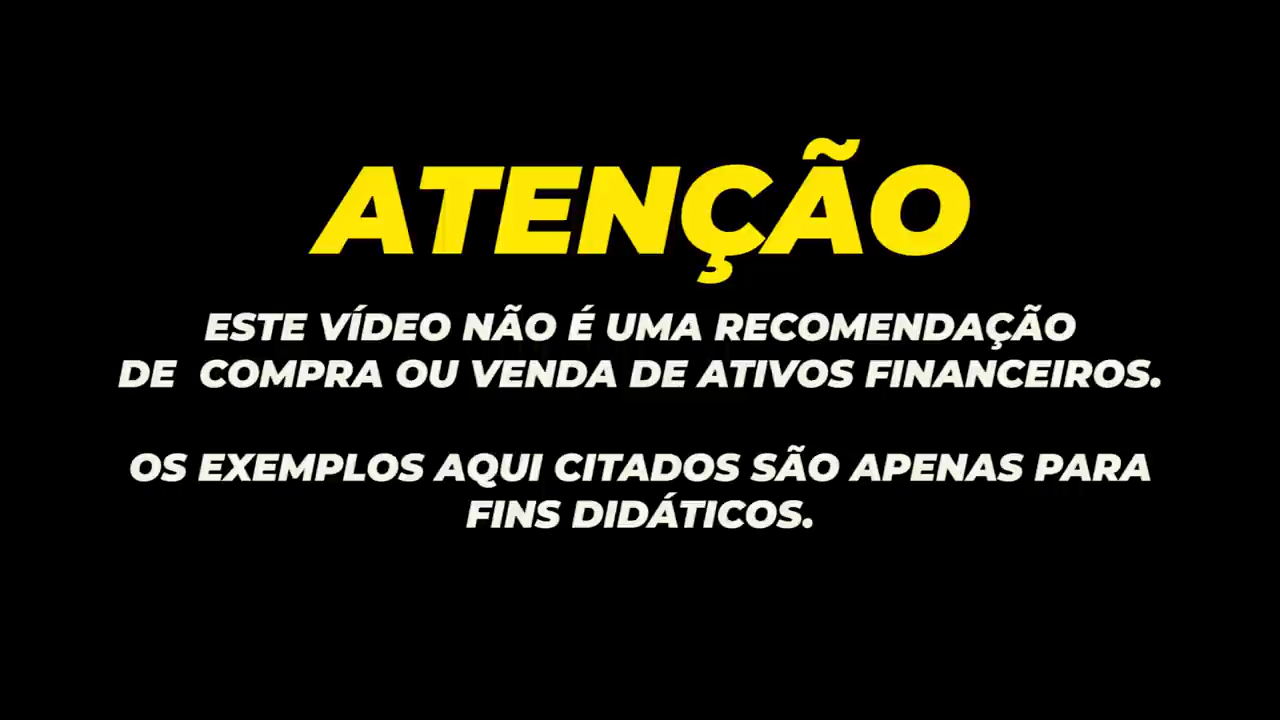 ATENÇÃO
ESTE VÍDEO NÃO É UMA RECOMENDAÇÃO
DE  COMPRA OU VENDA DE ATIVOS FINANCEIROS.
OS EXEMPLOS AQUI CITADOS SÃO APENAS PARA
FINS DIDÁTICOS.